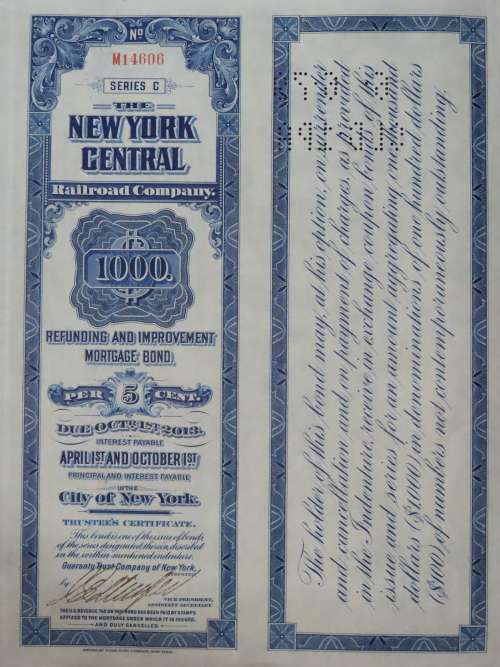 No
M14606
SERIES C
THE
NEW YORK
CENTRAL
Railroad Company.
1000.
REFUNDING AND IMPROVEMENT
MORTGAGE BOND
PER 5 CENT.
DUE OCT. 1ST 2013.
INTEREST PAYABLE
APRIL 1ST AND OCTOBER 1ST
PRINCIPAL AND INTEREST PAYABLE
IN THE
City of New York.
TRUSTEE'S CERTIFICATE.
This bond is one of the issue of bonds
of the series designated therein, described
in the within-mentioned indenture.
Guaranty Trust Company of New York,
TRUSTEE
by
VICE PRESIDENT,
ASSISTANT SECRETARY
THE U.S. REVENUE TAX ON THIS BOND HAS BEEN PAID BY STAMPS
AFFIXED TO THE MORTGAGE UNDER WHICH IT IS ISSUED,
AND DULY CANCELLED.
The holder of this bond may, at his option, on surrender
and cancellation and on payment of charges, as provided
in said Indenture, receive in exchange coupon bonds of this
issue and series for the same amount, aggregating one thousand
dollars ($1,000) in denominations of one hundred dollars
$100, of numbers not contemporaneously outstanding.